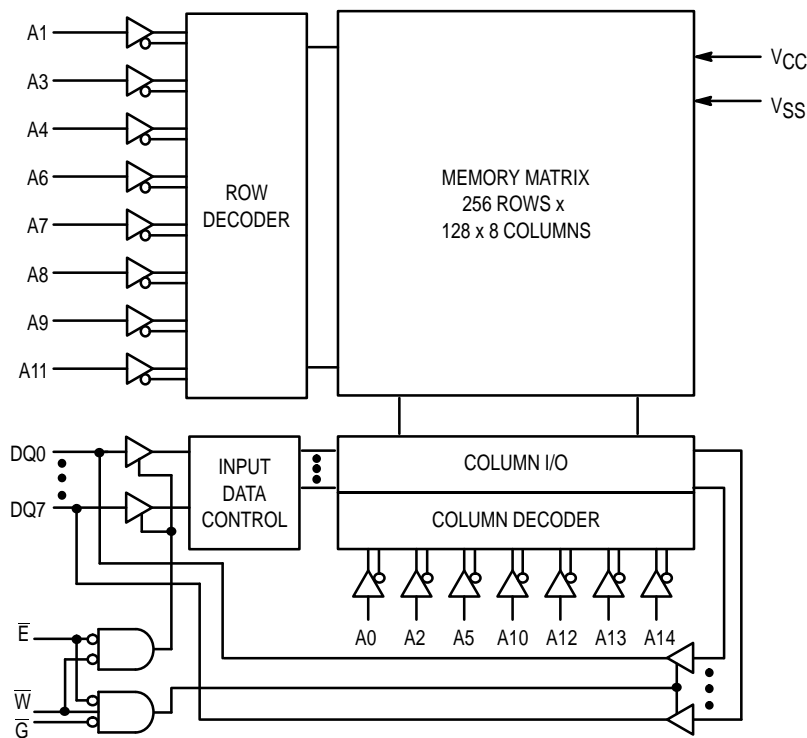 A1
A3
A4
A6
A7
A8
A9
A11
ROW
DECODER
MEMORY MATRIX
256 ROWS x
128 x 8 COLUMNS
VCC
VSS
DQ0
DQ7
INPUT
DATA
CONTROL
COLUMN I/O
COLUMN DECODER
A0 A2 A5 A10 A12 A13 A14
E̅
W̅
G̅